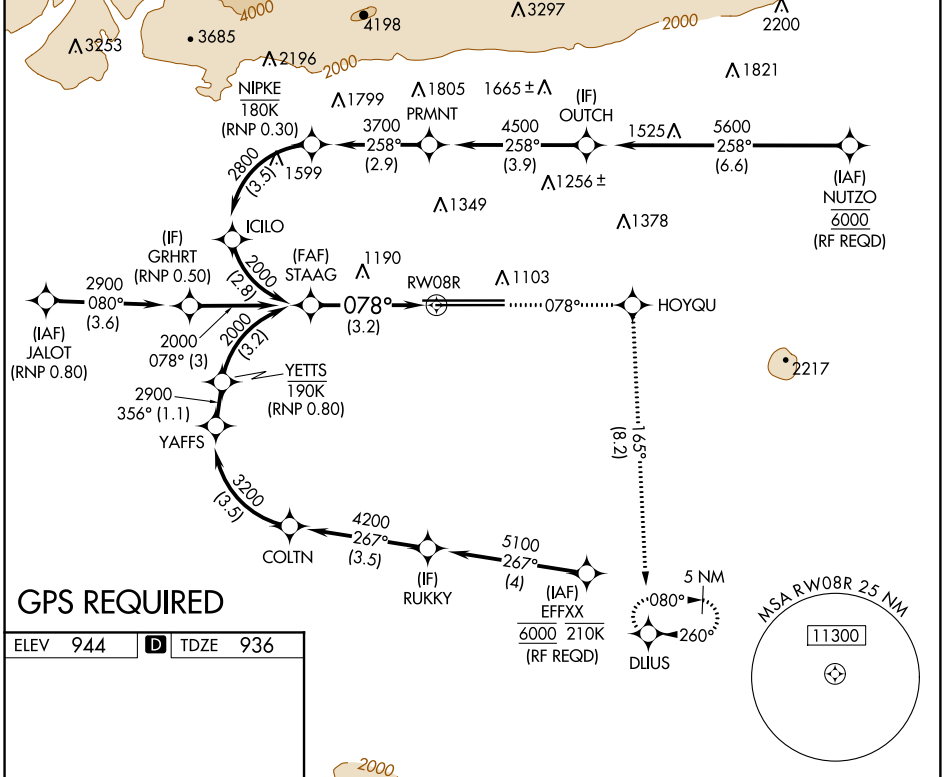 4000
4198
3297
2000
2200
3253
3685
2196
2000
1821
NIPKE
180K
(RNP 0.30)
1799
1805
PRMNT
1665 ±
(IF)
OUTCH
3700
258°
(2.9)
4500
258°
(3.9)
1525
5600
258°
(6.6)
2800
(3.5)
1599
1256 ±
(IAF)
NUTZO
6000
(RF REQD)
1349
1378
ICILO
(IF)
GRHRT
(RNP 0.50)
2000
(2.8)
(FAF)
STAAG
1190
RW08R
1103
2900
080°
(3.6)
078°
(3.2)
078°
HOYQU
(IAF)
JALOT
(RNP 0.80)
2000
078° (3)
2000
(3.2)
YETTS
190K
(RNP 0.80)
2217
2900
356° (1.1)
YAFFS
165°
(8.2)
3200
(3.5)
COLTN
4200
267°
(3.5)
(IF)
RUKKY
5100
267°
(4)
(IAF)
EFFXX
6000 210K
(RF REQD)
5 NM
080°
260°
DLIUS
MSA RW08R 25 NM
11300
GPS REQUIRED
ELEV 944 D TDZE 936
2000